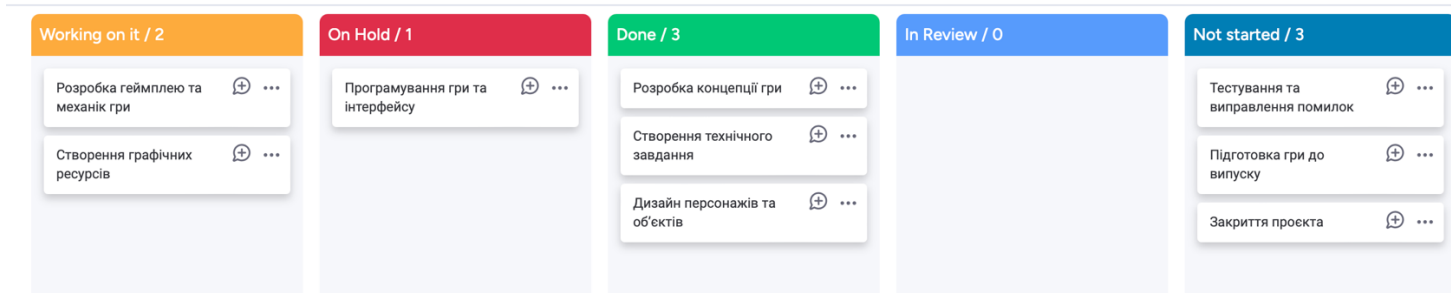 Working on it / 2
Розробка геймплею та
механік гри
Створення графічних
ресурсів
On Hold / 1
Програмування гри та
інтерфейсу
Done / 3
Розробка концепції гри
Створення технічного
завдання
Дизайн персонажів та
об’єктів
In Review / 0
Not started / 3
Тестування та
виправлення помилок
Підготовка гри до
випуску
Закриття проєкта